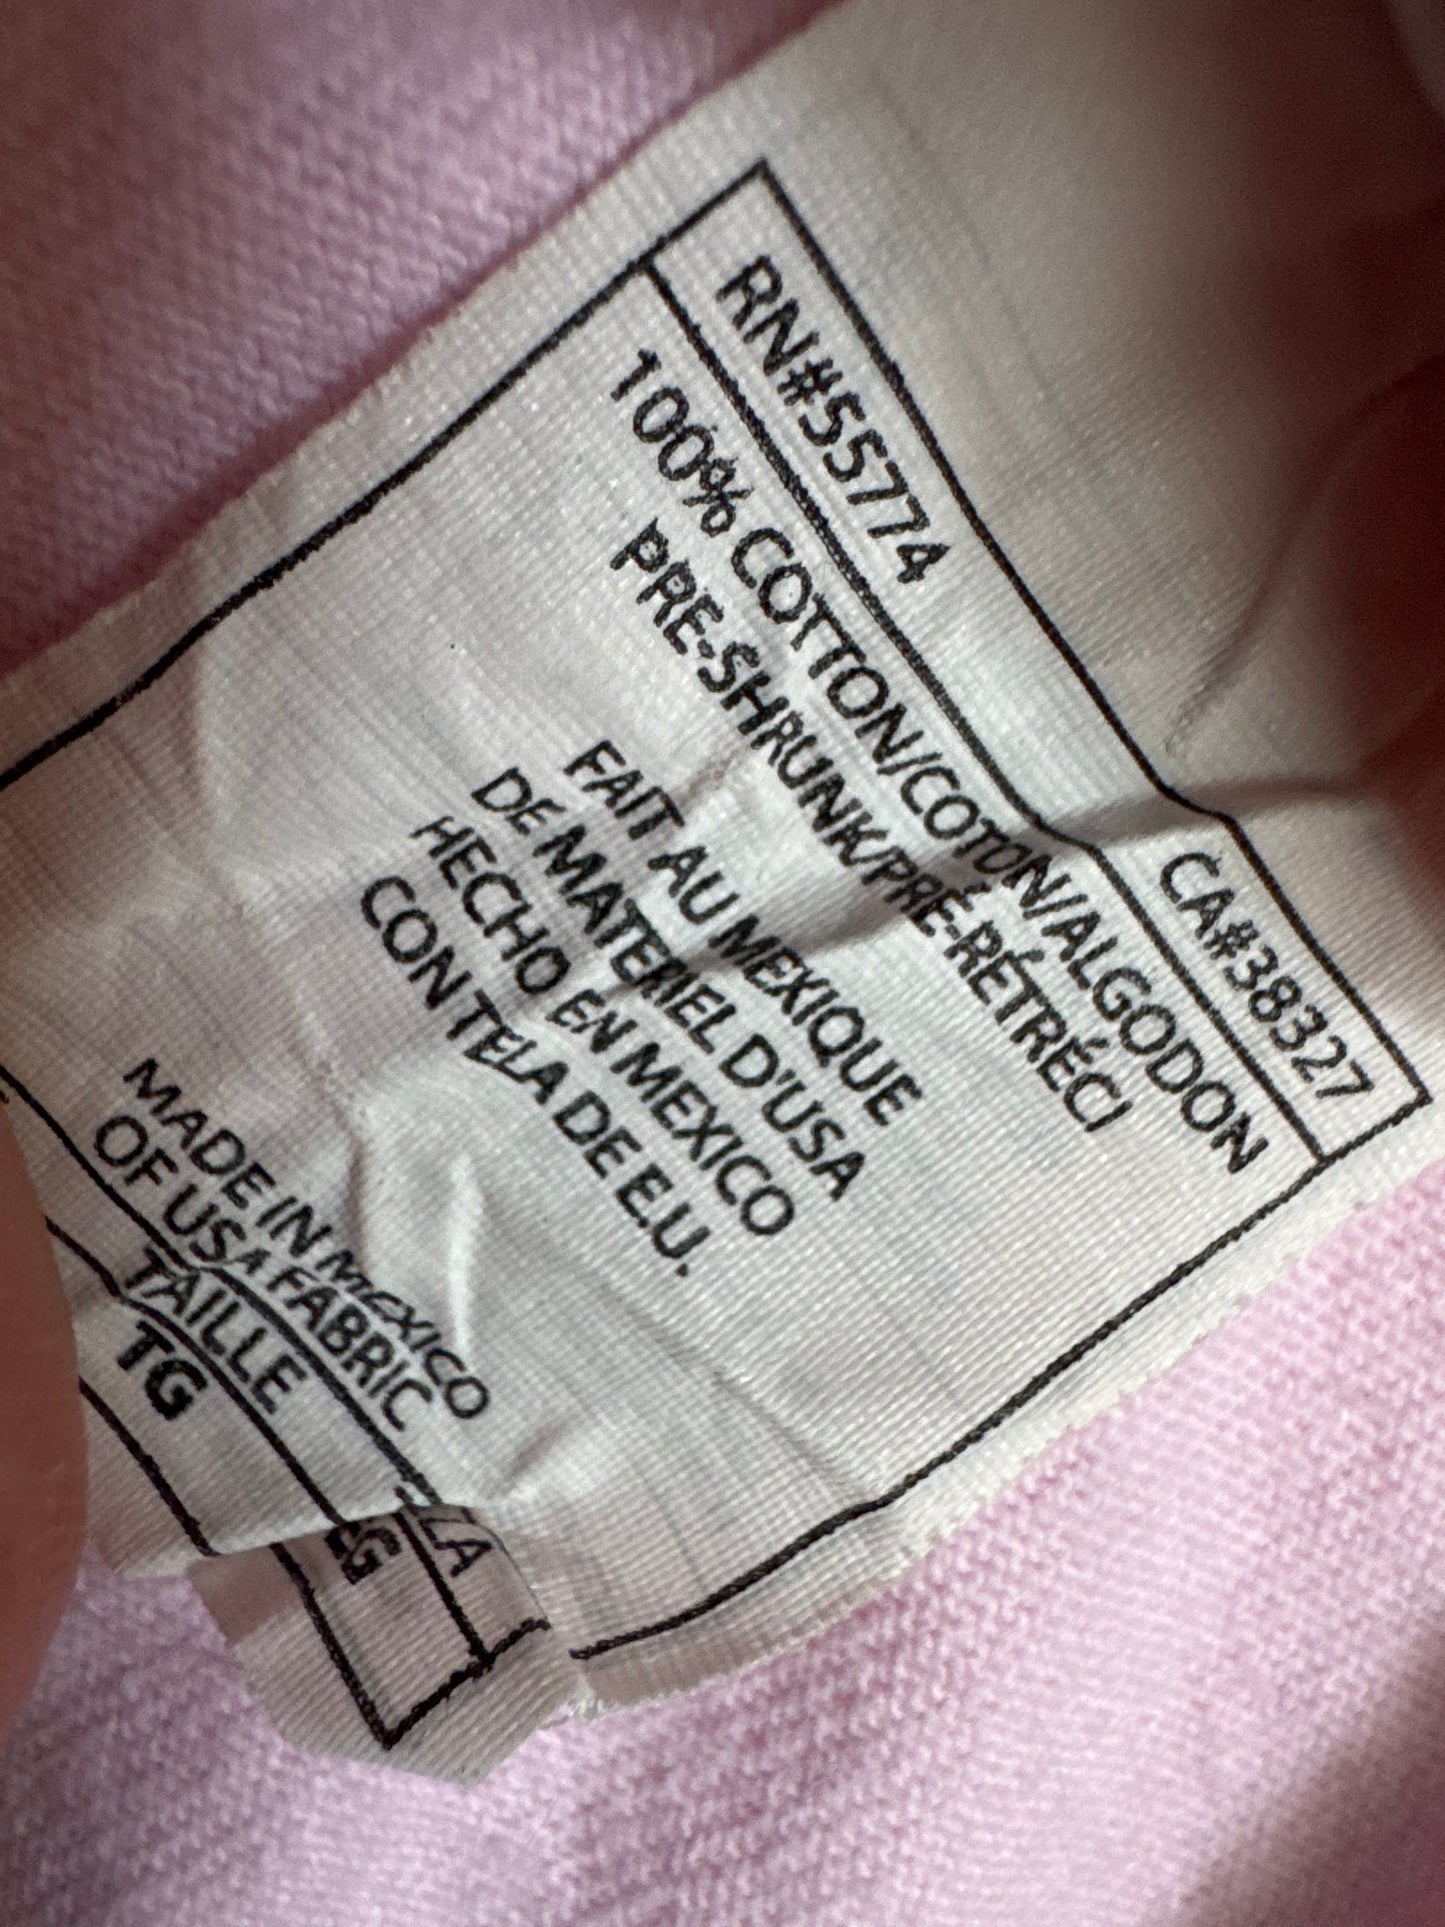 RN#55774 CA#38327
100% COTTON/COTON/ALGODON
PRE-SHRUNK/PRÉ-RÉTRÉCI
FAIT AU MEXIQUE
DE MATERIEL D'USA
HECHO EN MEXICO
CON TELA DE E.U.
MADE IN MEXICO
OF USA FABRIC
TAILLE
TG